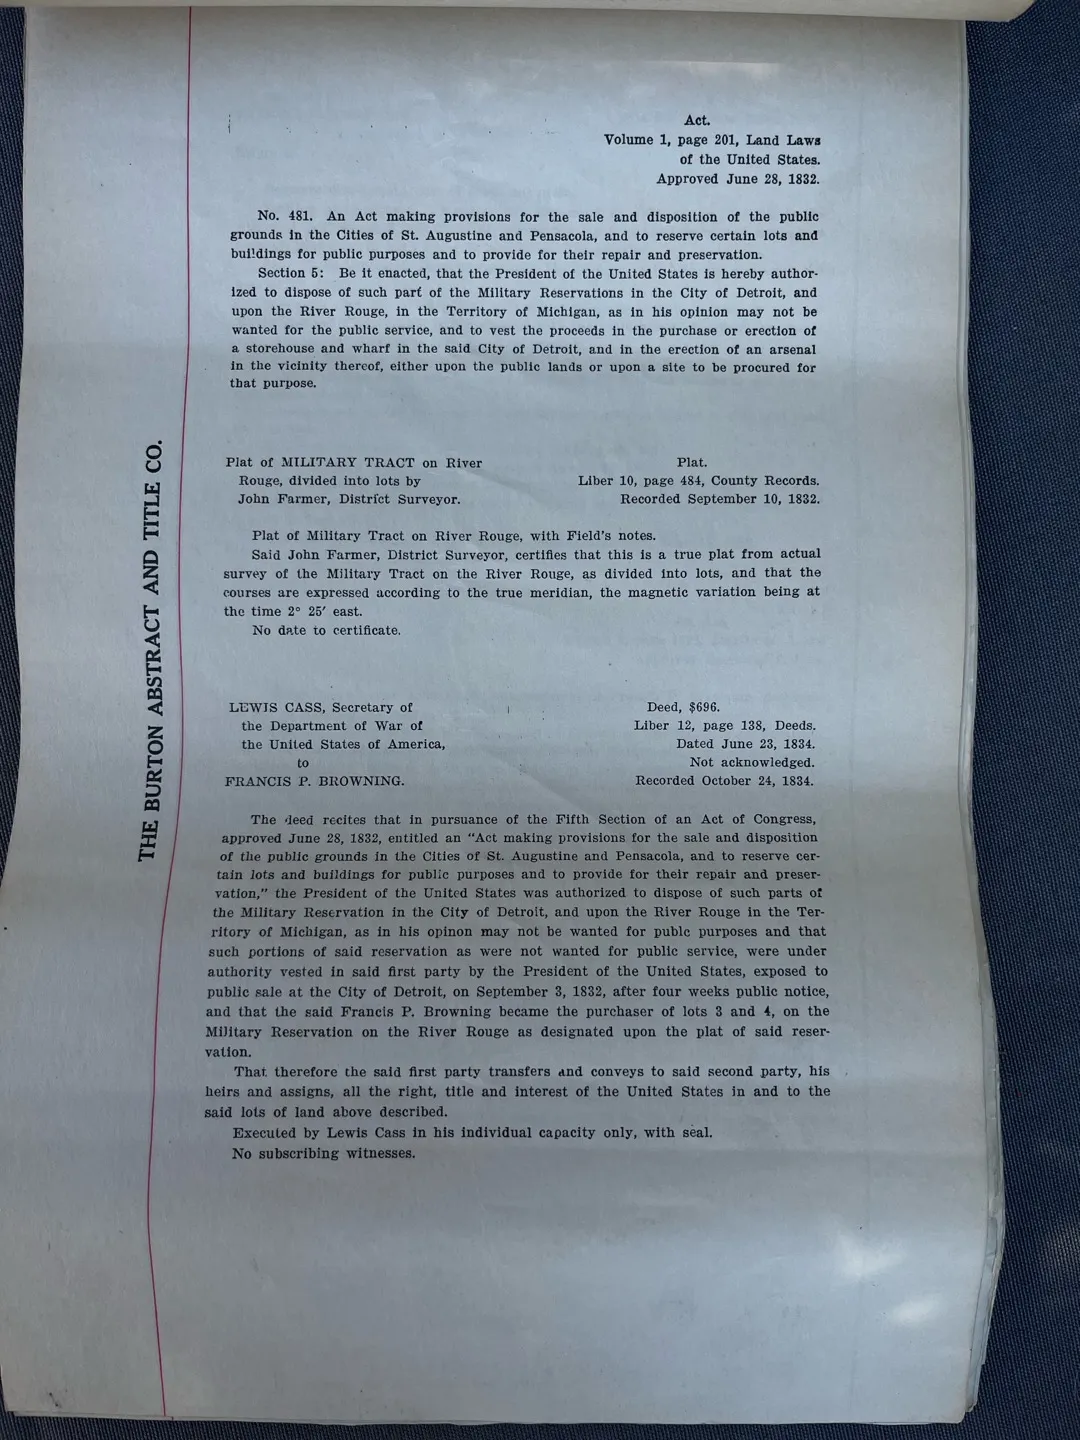 Act.
Volume 1, page 201, Land Laws
of the United States.
Approved June 28, 1832.
No. 481. An Act making provisions for the sale and disposition of the public
grounds in the Cities of St. Augustine and Pensacola, and to reserve certain lots and
buildings for public purposes and to provide for their repair and preservation.
Section 5: Be it enacted, that the President of the United States is hereby author-
ized to dispose of such part of the Military Reservations in the City of Detroit, and
upon the River Rouge, in the Territory of Michigan, as in his opinion may not be
wanted for the public service, and to vest the proceeds in the purchase or erection of
a storehouse and wharf in the said City of Detroit, and in the erection of an arsenal
in the vicinity thereof, either upon the public lands or upon a site to be procured for
that purpose.
Plat of MILITARY TRACT on River
Rouge, divided into lots by
John Farmer, District Surveyor.
Plat.
Liber 10, page 484, County Records.
Recorded September 10, 1832.
Plat of Military Tract on River Rouge, with Field's notes.
Said John Farmer, District Surveyor, certifies that this is a true plat from actual
survey of the Military Tract on the River Rouge, as divided into lots, and that the
courses are expressed according to the true meridian, the magnetic variation being at
the time 2° 25′ east.
No date to certificate.
LEWIS CASS, Secretary of
the Department of War of
the United States of America,
to
FRANCIS P. BROWNING.
Deed, $696.
Liber 12, page 138, Deeds.
Dated June 23, 1834.
Not acknowledged.
Recorded October 24, 1834.
The deed recites that in pursuance of the Fifth Section of an Act of Congress,
approved June 28, 1832, entitled an “Act making provisions for the sale and disposition
of the public grounds in the Cities of St. Augustine and Pensacola, and to reserve cer-
tain lots and buildings for public purposes and to provide for their repair and preser-
vation,” the President of the United States was authorized to dispose of such parts of
the Military Reservation in the City of Detroit, and upon the River Rouge in the Ter-
ritory of Michigan, as in his opinon may not be wanted for publc purposes and that
such portions of said reservation as were not wanted for public service, were under
authority vested in said first party by the President of the United States, exposed to
public sale at the City of Detroit, on September 3, 1832, after four weeks public notice,
and that the said Francis P. Browning became the purchaser of lots 3 and 4, on the
Military Reservation on the River Rouge as designated upon the plat of said reser-
vation.
That therefore the said first party transfers and conveys to said second party, his
heirs and assigns, all the right, title and interest of the United States in and to the
said lots of land above described.
Executed by Lewis Cass in his individual capacity only, with seal.
No subscribing witnesses.
THE BURTON ABSTRACT AND TITLE CO.